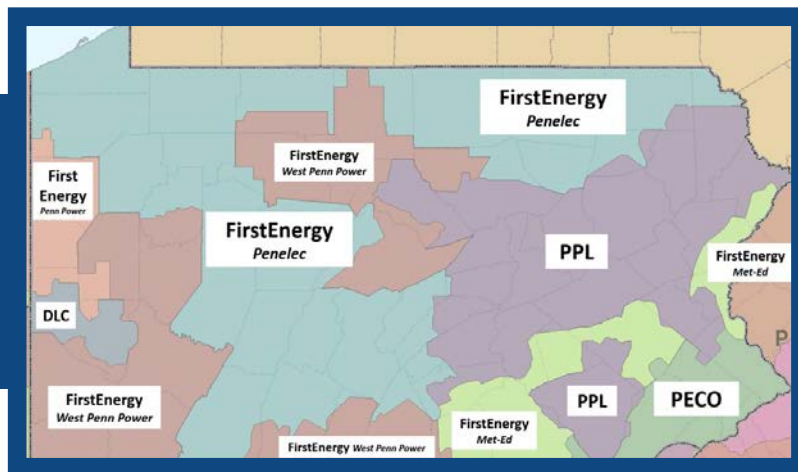 FirstEnergy
Penelec
FirstEnergy
West Penn Power
First
Energy
Penn Power
FirstEnergy
Penelec
PPL
FirstEnergy
Met-Ed
DLC
FirstEnergy
West Penn Power
PPL
PECO
FirstEnergy
Met-Ed
FirstEnergy West Penn Power
P